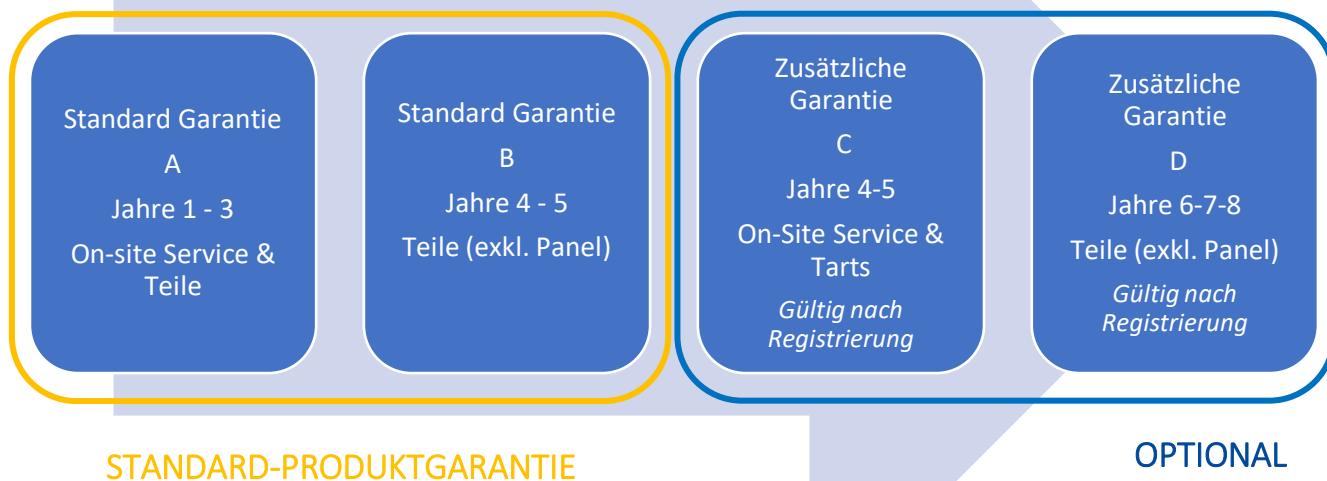 Standard Garantie
A
Jahre 1 - 3
On-site Service &
Teile
Standard Garantie
B
Jahre 4 - 5
Teile (exkl. Panel)
Zusätzliche
Garantie
C
Jahre 4-5
On-Site Service &
Tarts
Gültig nach
Registrierung
Zusätzliche
Garantie
D
Jahre 6-7-8
Teile (exkl. Panel)
Gültig nach
Registrierung
STANDARD-PRODUKTGARANTIE
OPTIONAL